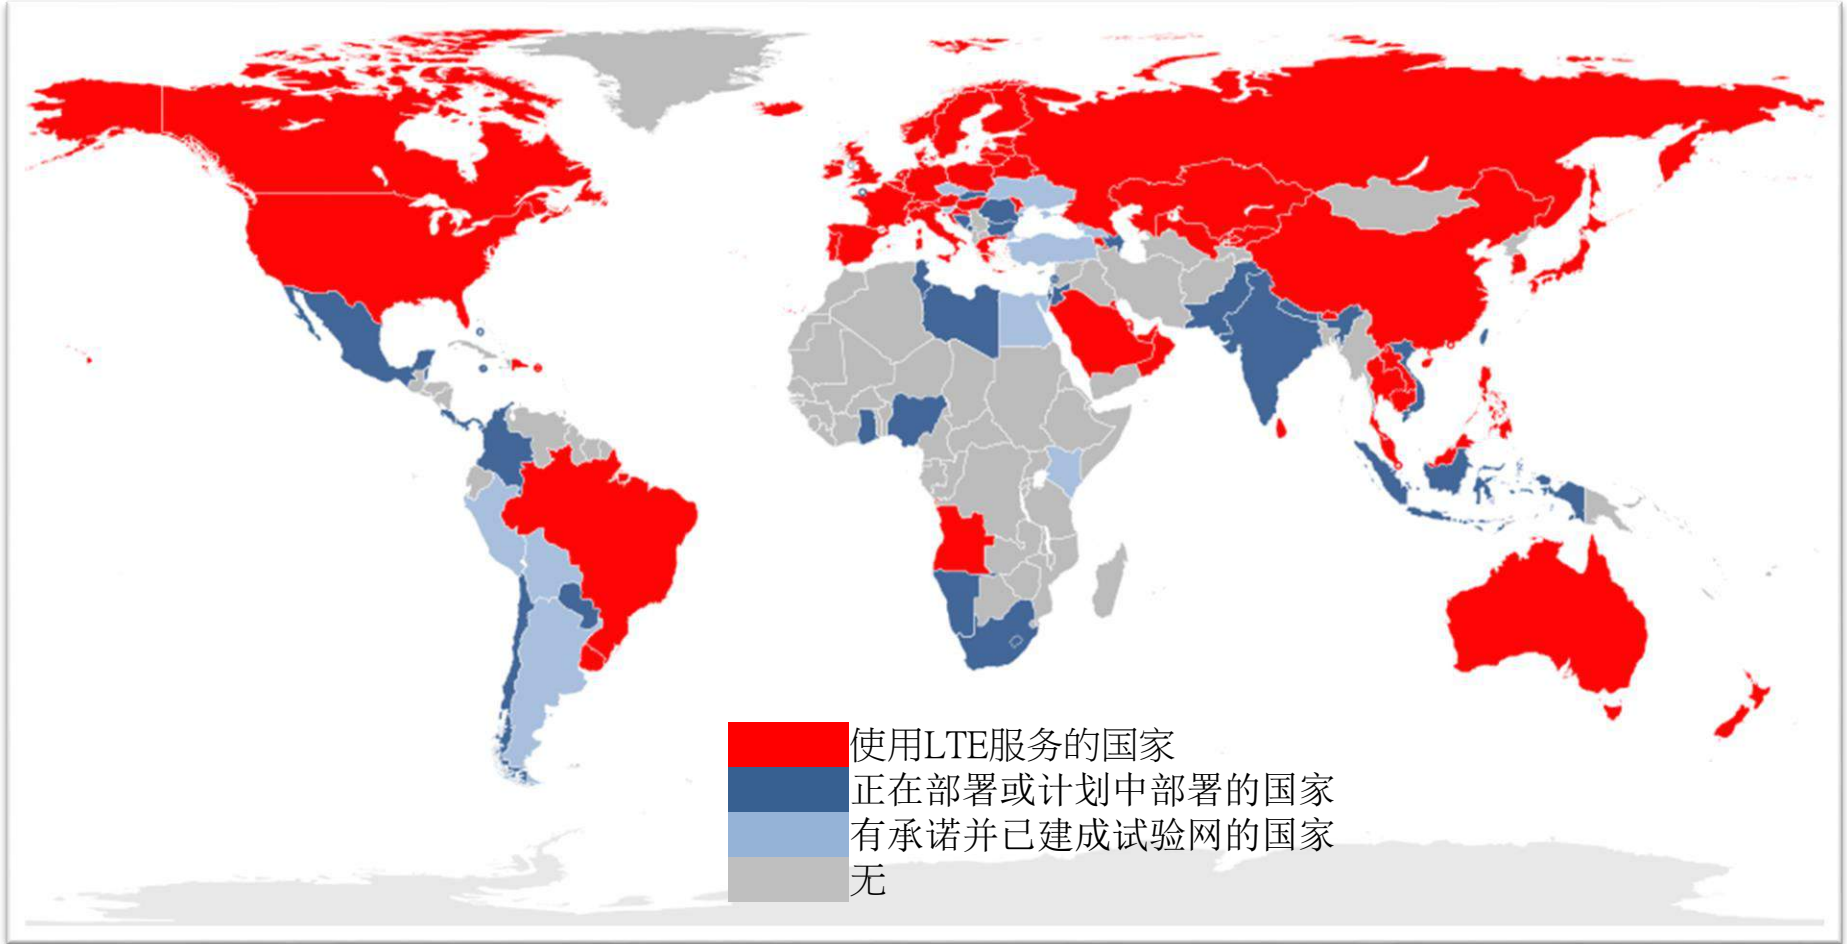 使用LTE服务的国家
正在部署或计划中部署的国家
有承诺并已建成试验网的国家
无